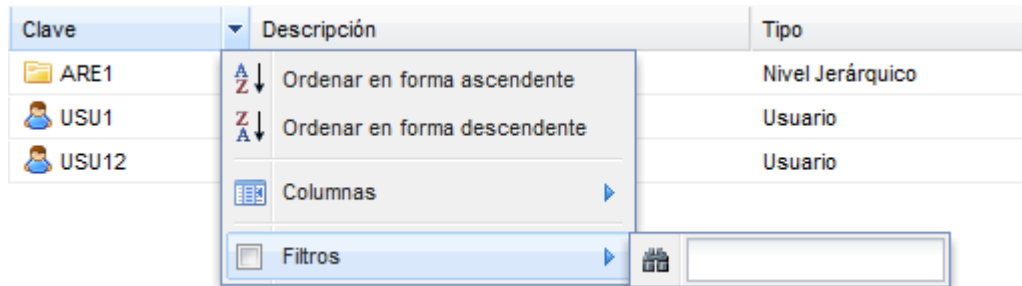 Clave Descripción Tipo
ARE1 Nivel Jerárquico
Ordenar en forma ascendente
USU1 Usuario
Ordenar en forma descendente
USU12 Usuario
Columnas
Filtros